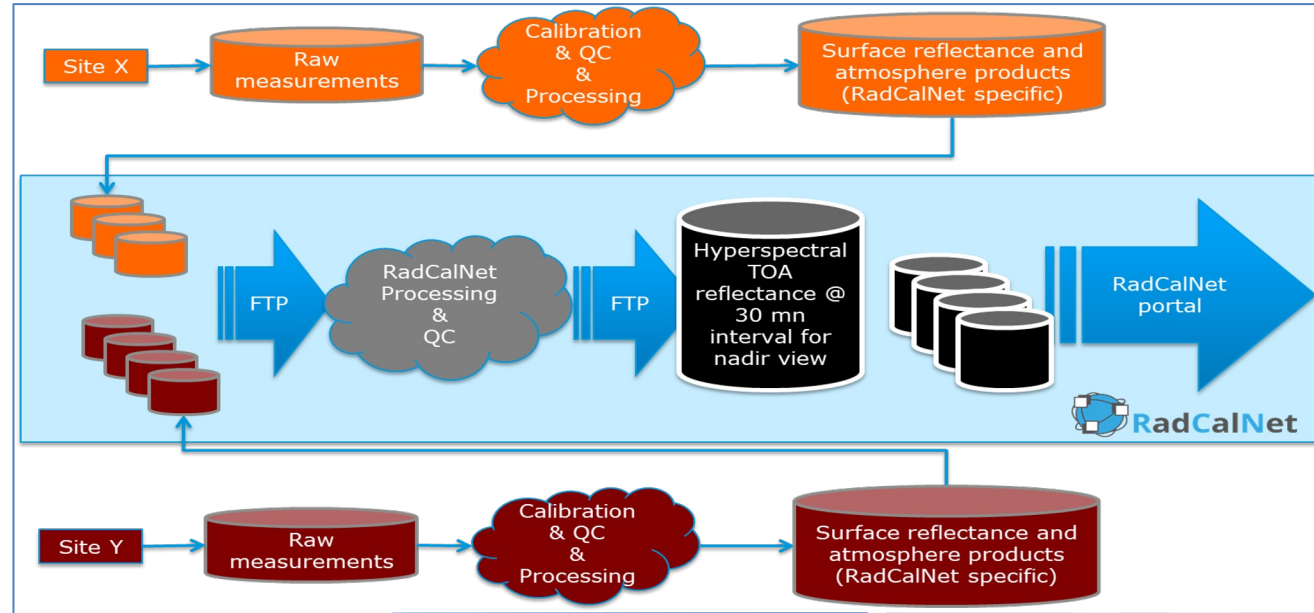 Site X
Raw
measurements
Calibration
& QC
&
Processing
Surface reflectance and
atmosphere products
(RadCalNet specific)
FTP
RadCalNet
Processing
&
QC
FTP
Hyperspectral
TOA
reflectance @
30 mn
interval for
nadir view
RadCalNet
portal
RadCalNet
Site Y
Raw
measurements
Calibration
& QC
&
Processing
Surface reflectance and
atmosphere products
(RadCalNet specific)